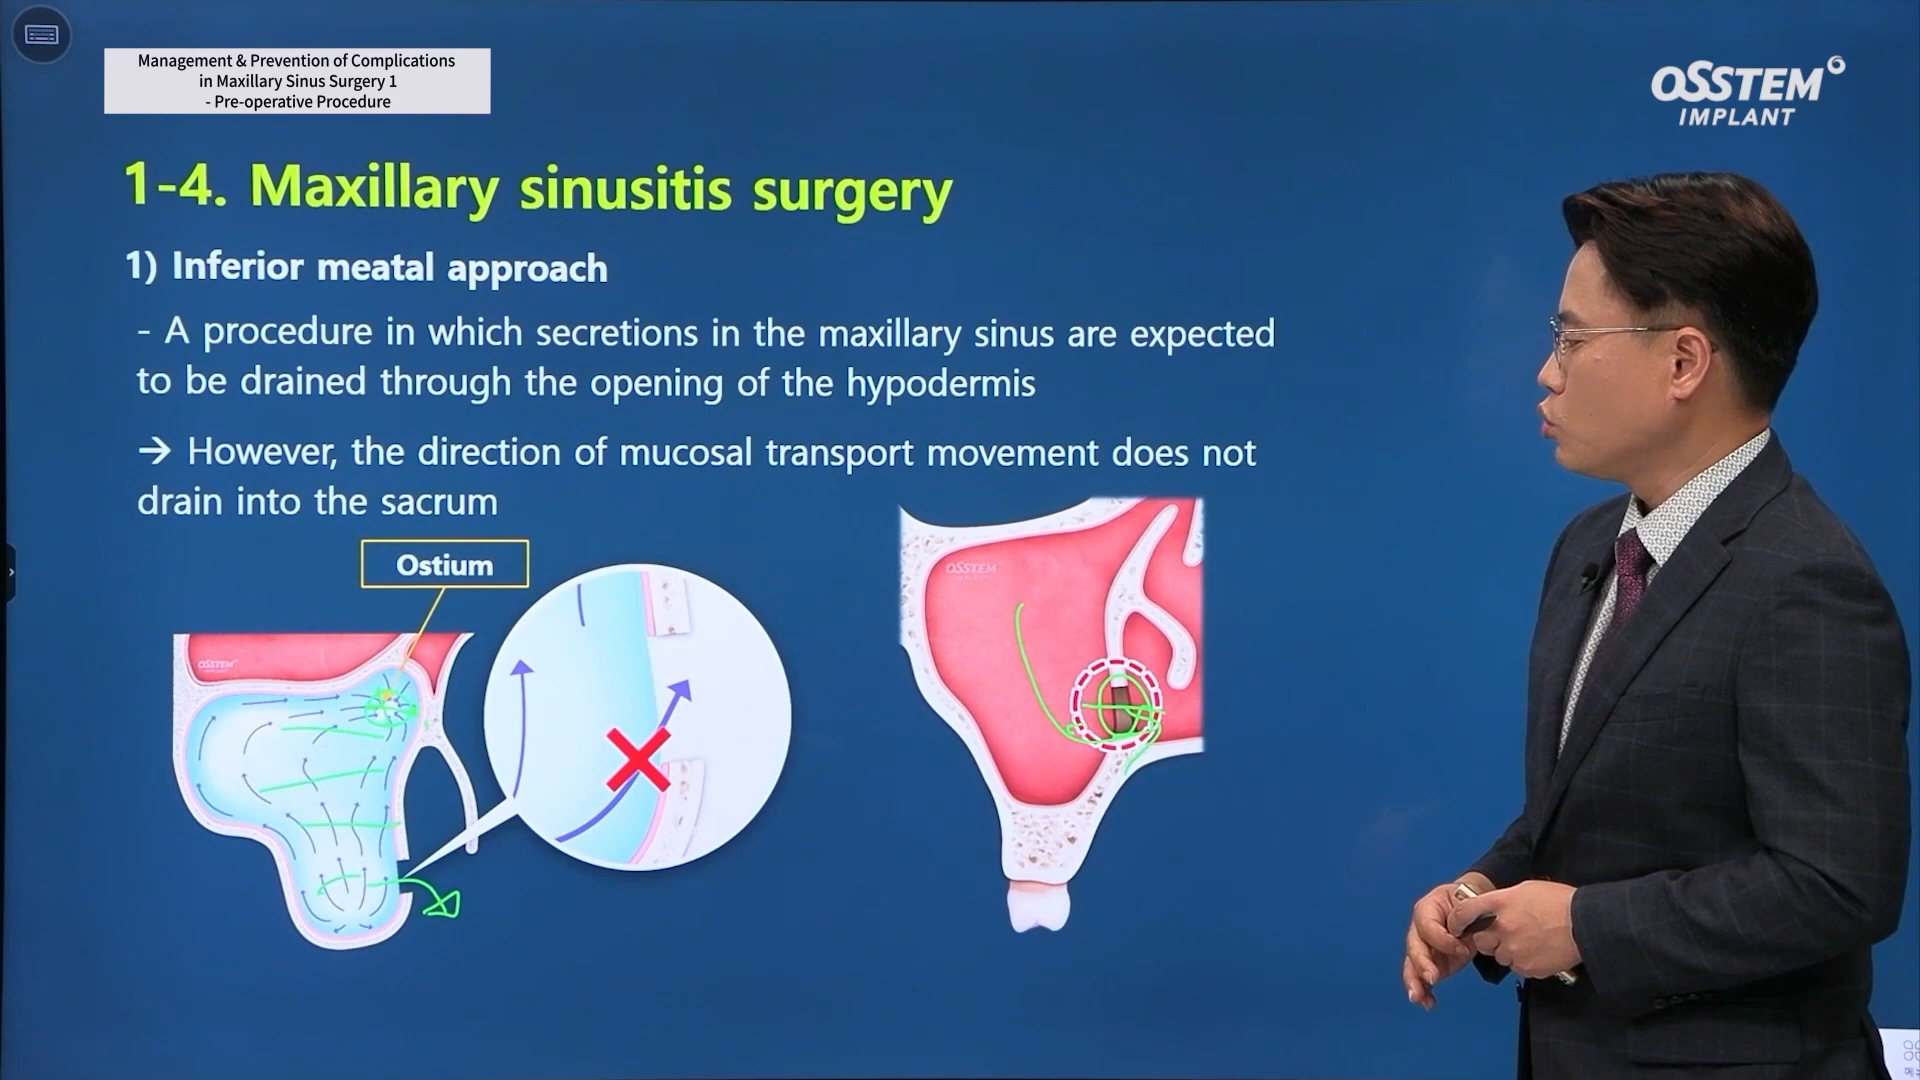 Management & Prevention of Complications
in Maxillary Sinus Surgery 1
- Pre-operative Procedure
OSSTEM
IMPLANT
1-4. Maxillary sinusitis surgery
1) Inferior meatal approach
- A procedure in which secretions in the maxillary sinus are expected
to be drained through the opening of the hypodermis
→ However, the direction of mucosal transport movement does not
drain into the sacrum
Ostium
OSSTEM
IMPLANT
OSSTEM
IMPLANT